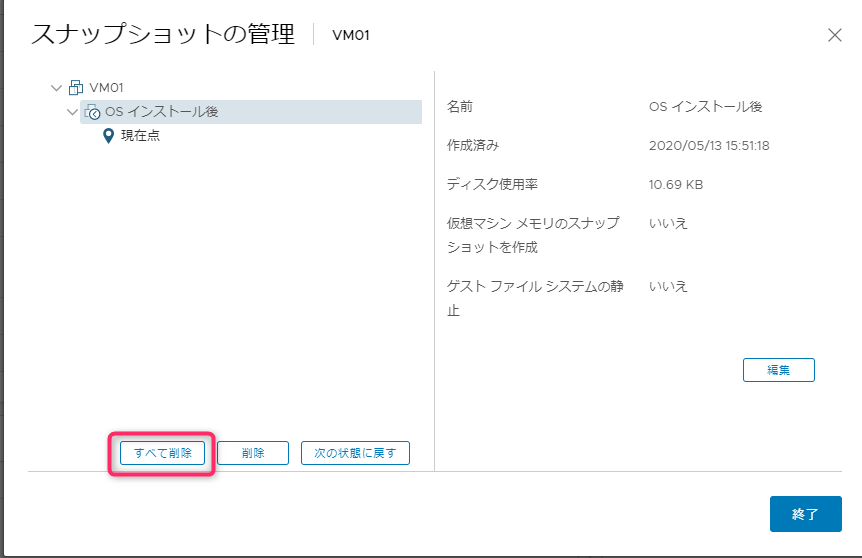 スナップショットの管理 VM01
VM01
OS インストール後
現在点
名前 OS インストール後
作成済み 2020/05/13 15:51:18
ディスク使用率 10.69 KB
仮想マシン メモリのスナップ いいえ
ショットを作成
ゲスト ファイル システムの静 いいえ
止
編集
すべて削除 削除 次の状態に戻す
終了